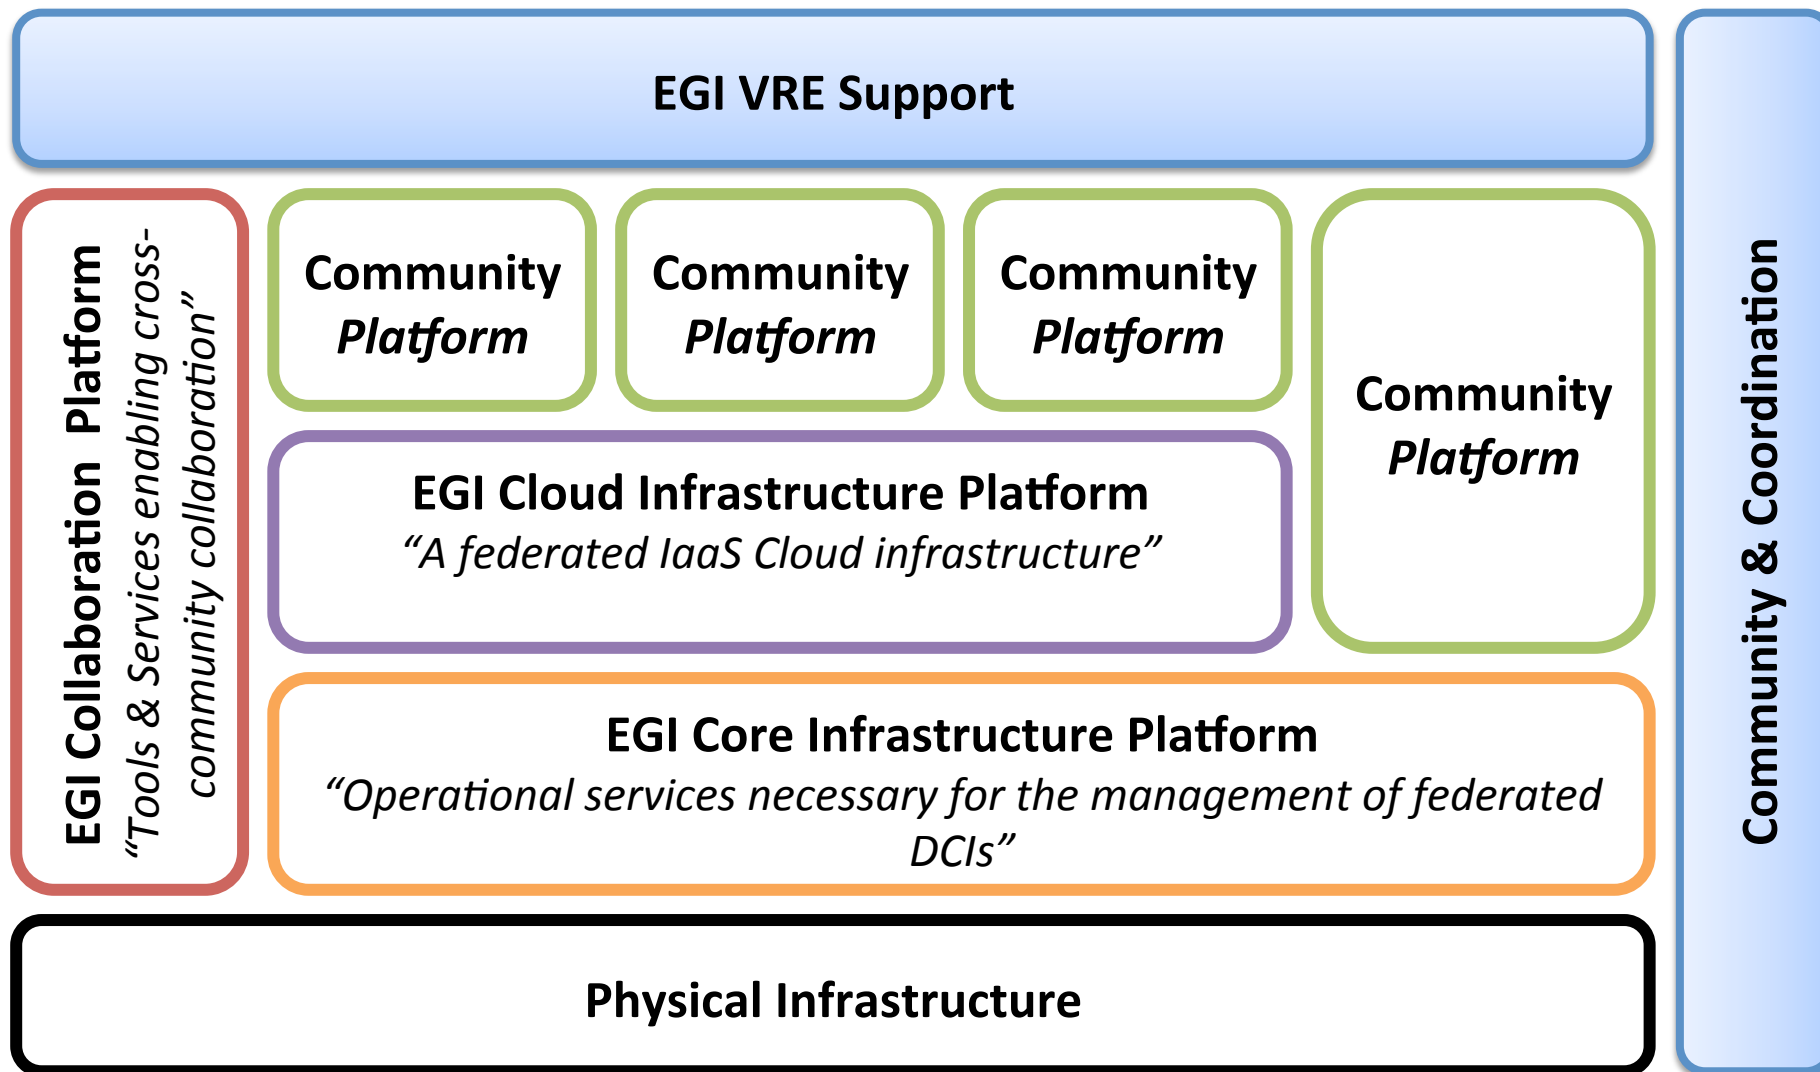 EGI VRE Support
EGI Collaboration Platform
“Tools & Services enabling cross-
community collaboration”
Community
Platform
Community
Platform
Community
Platform
Community
Platform
EGI Cloud Infrastructure Platform
“A federated IaaS Cloud infrastructure”
EGI Core Infrastructure Platform
“Operational services necessary for the management of federated
DCIs”
Physical Infrastructure
Community & Coordination